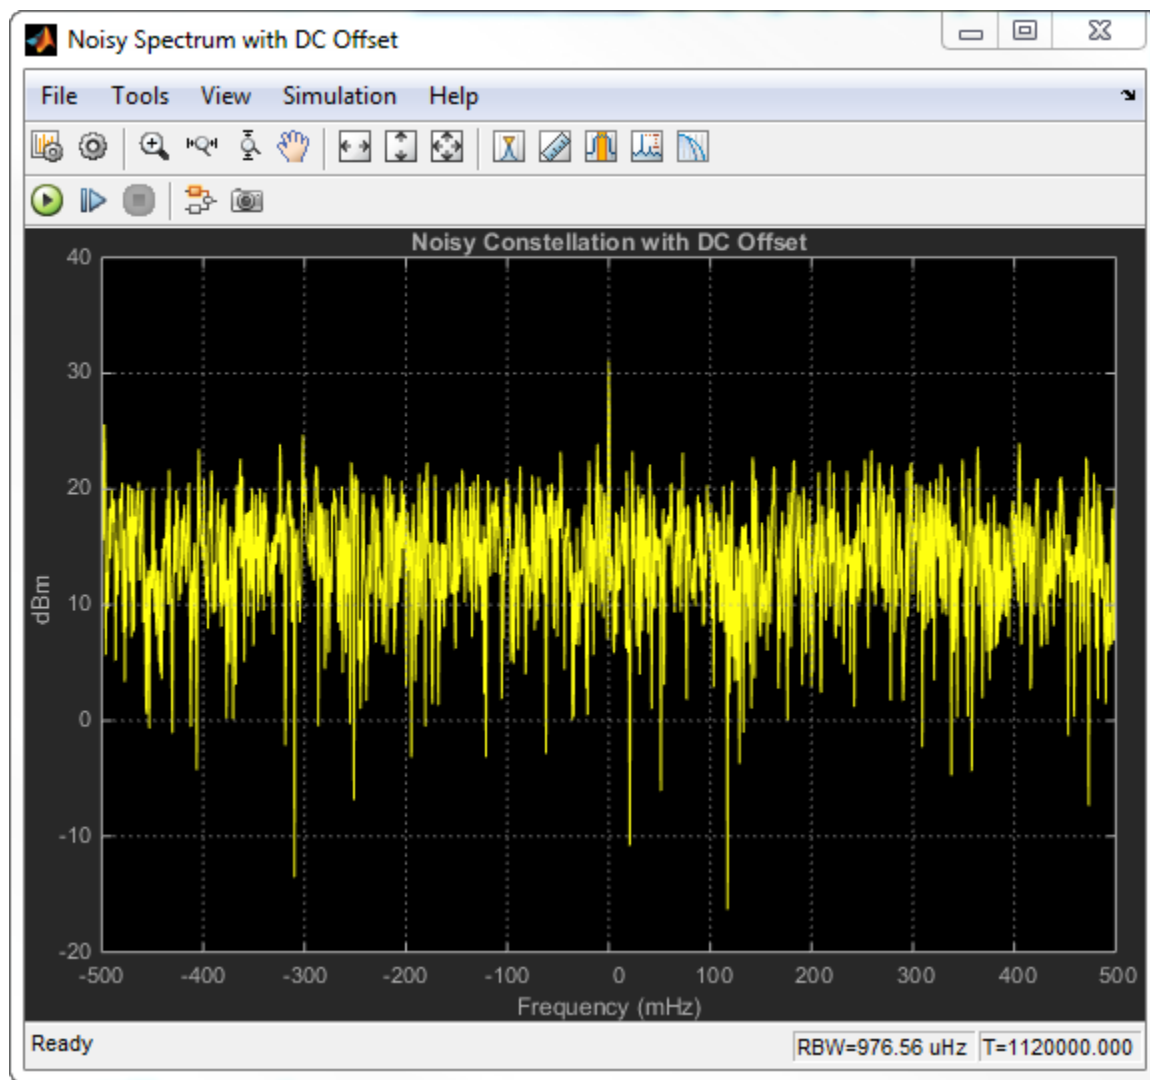 Noisy Spectrum with DC Offset
File Tools View Simulation Help
Noisy Constellation with DC Offset
40
30
20
10
0
-10
-20
dBm
-500 -400 -300 -200 -100 0 100 200 300 400 500
Frequency (mHz)
Ready RBW=976.56 uHz T=1120000.000